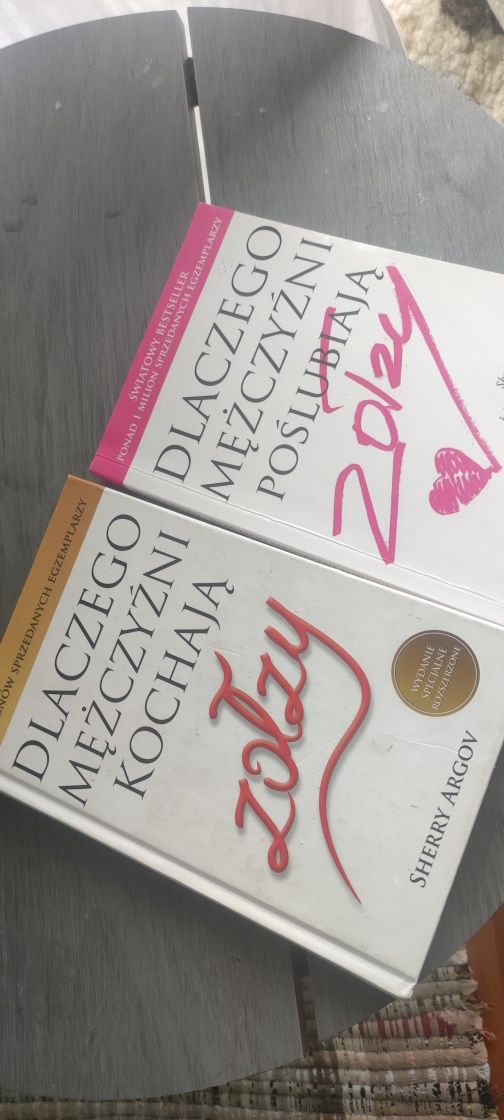 ŚWIATOWY BESTSELLER
PONAD 1 MILION SPRZEDANYCH EGZEMPLARZY
DLACZEGO
MĘŻCZYŹNI
POŚLUBIAJĄ
zołzy
SPRZEDANYCH EGZEMPLARZY
DLACZEGO
MĘŻCZYŹNI
KOCHAJĄ
zołzy
WYDANIE
SPECJALNE
ROZSZERZONE
SHERRY ARGOV